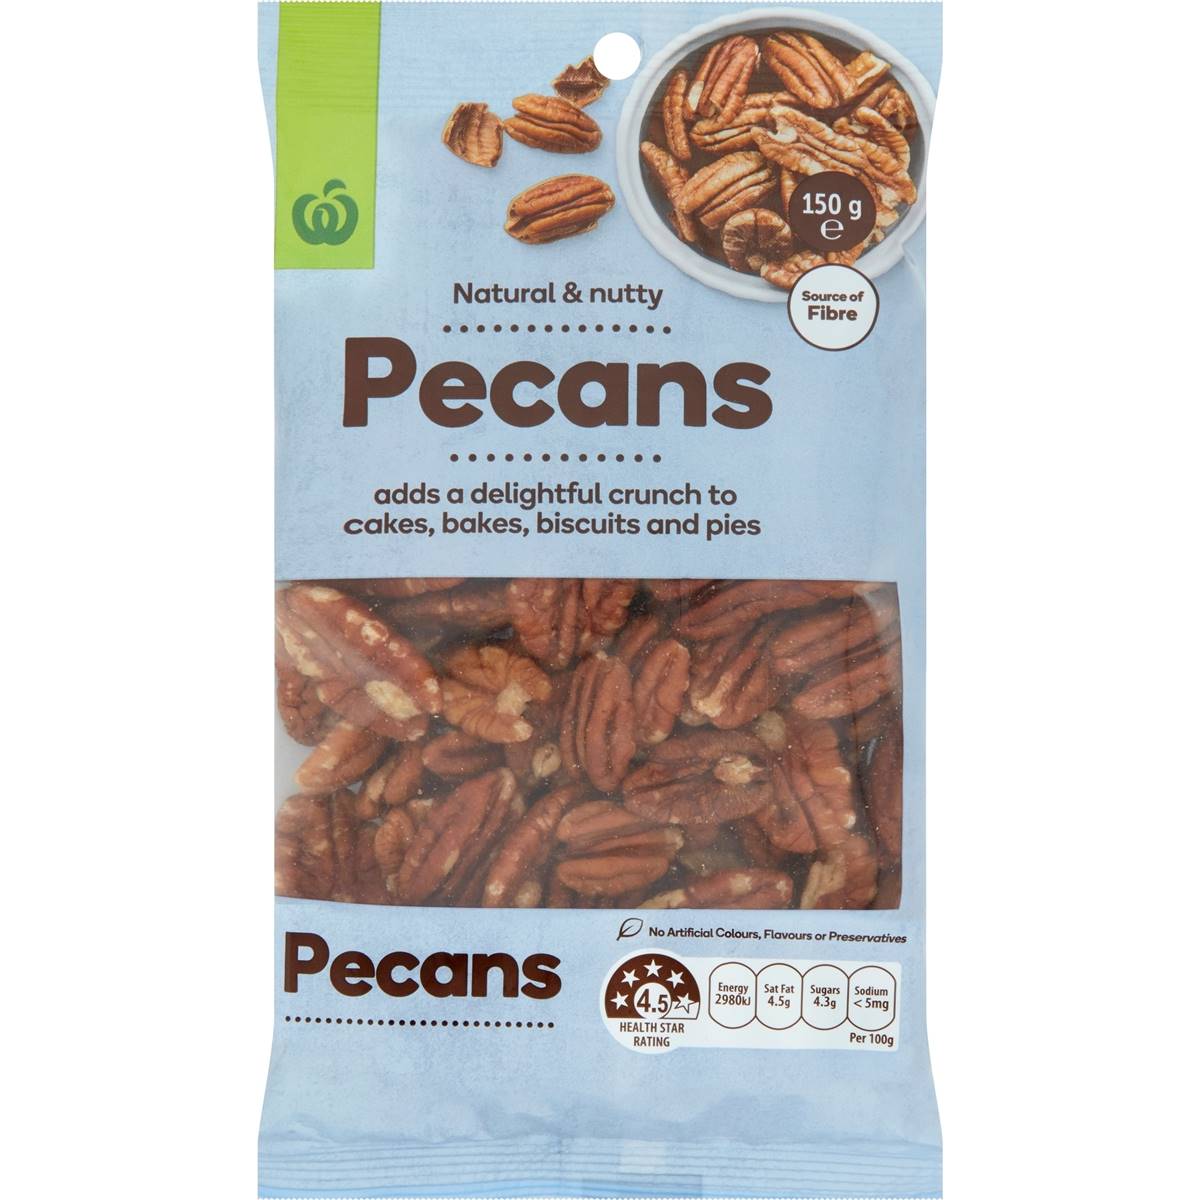 150 g
℮
Source of
Fibre
Natural & nutty
Pecans
adds a delightful crunch to
cakes, bakes, biscuits and pies
No Artificial Colours, Flavours or Preservatives
Pecans
4.5
HEALTH STAR
RATING
Energy
2980kJ
Sat Fat
4.5g
Sugars
4.3g
Sodium
< 5mg
Per 100g